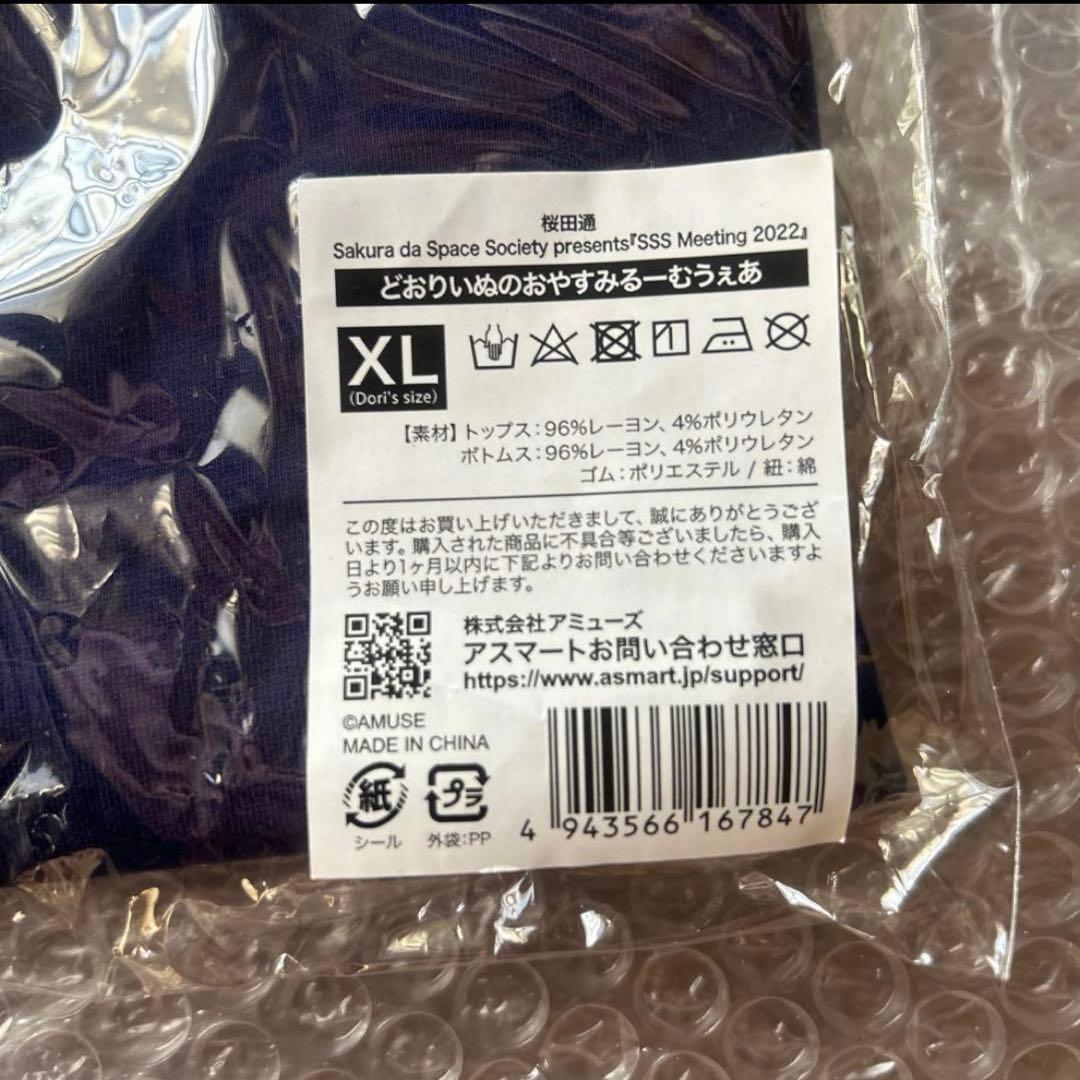 桜田通
Sakura da Space Society presents『SSS Meeting 2022』
どおりいぬのおやすみるーむうぇあ
XL
(Dori's size)
【素材】トップス：96%レーヨン、4%ポリウレタン
ボトムス：96%レーヨン、4%ポリウレタン
ゴム：ポリエステル / 紐：綿
この度はお買い上げいただきまして、誠にありがとうござ
います。購入された商品に不具合等ございましたら、購入
日より1ヶ月以内に下記よりお問い合わせくださいますよ
うお願い申し上げます。
株式会社アミューズ
アスマートお問い合わせ窓口
https://www.asmart.jp/support/
©AMUSE
MADE IN CHINA
紙
プラ
シール
外袋：PP
4 943566 167847